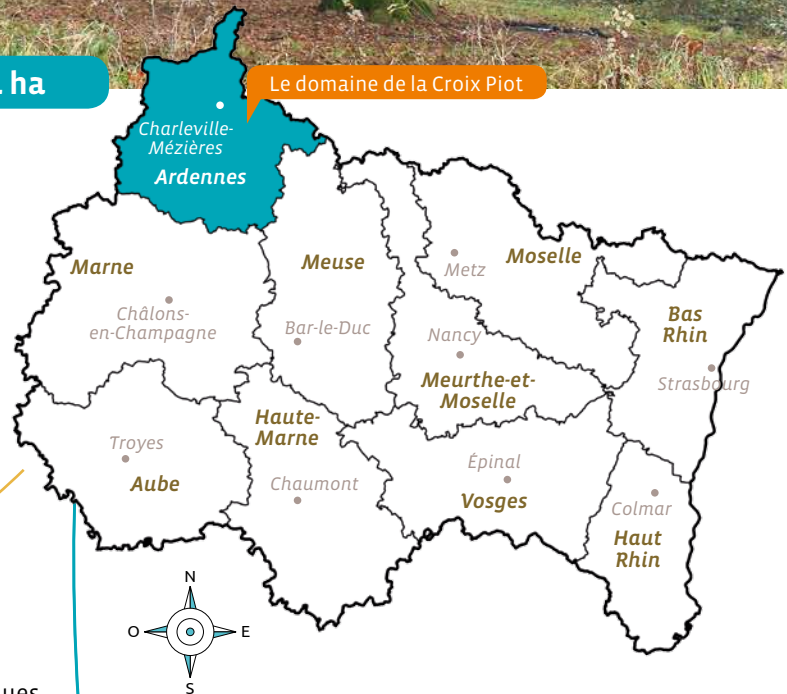 ha
Le domaine de la Croix Piot
Charleville-
Mézières
Ardennes
Marne
Châlons-
en-Champagne
Meuse
Bar-le-Duc
Metz
Moselle
Nancy
Meurthe-et-
Moselle
Bas
Rhin
Strasbourg
Haute-
Marne
Chaumont
Troyes
Aube
Épinal
Vosges
Colmar
Haut
Rhin
N
O
E
S